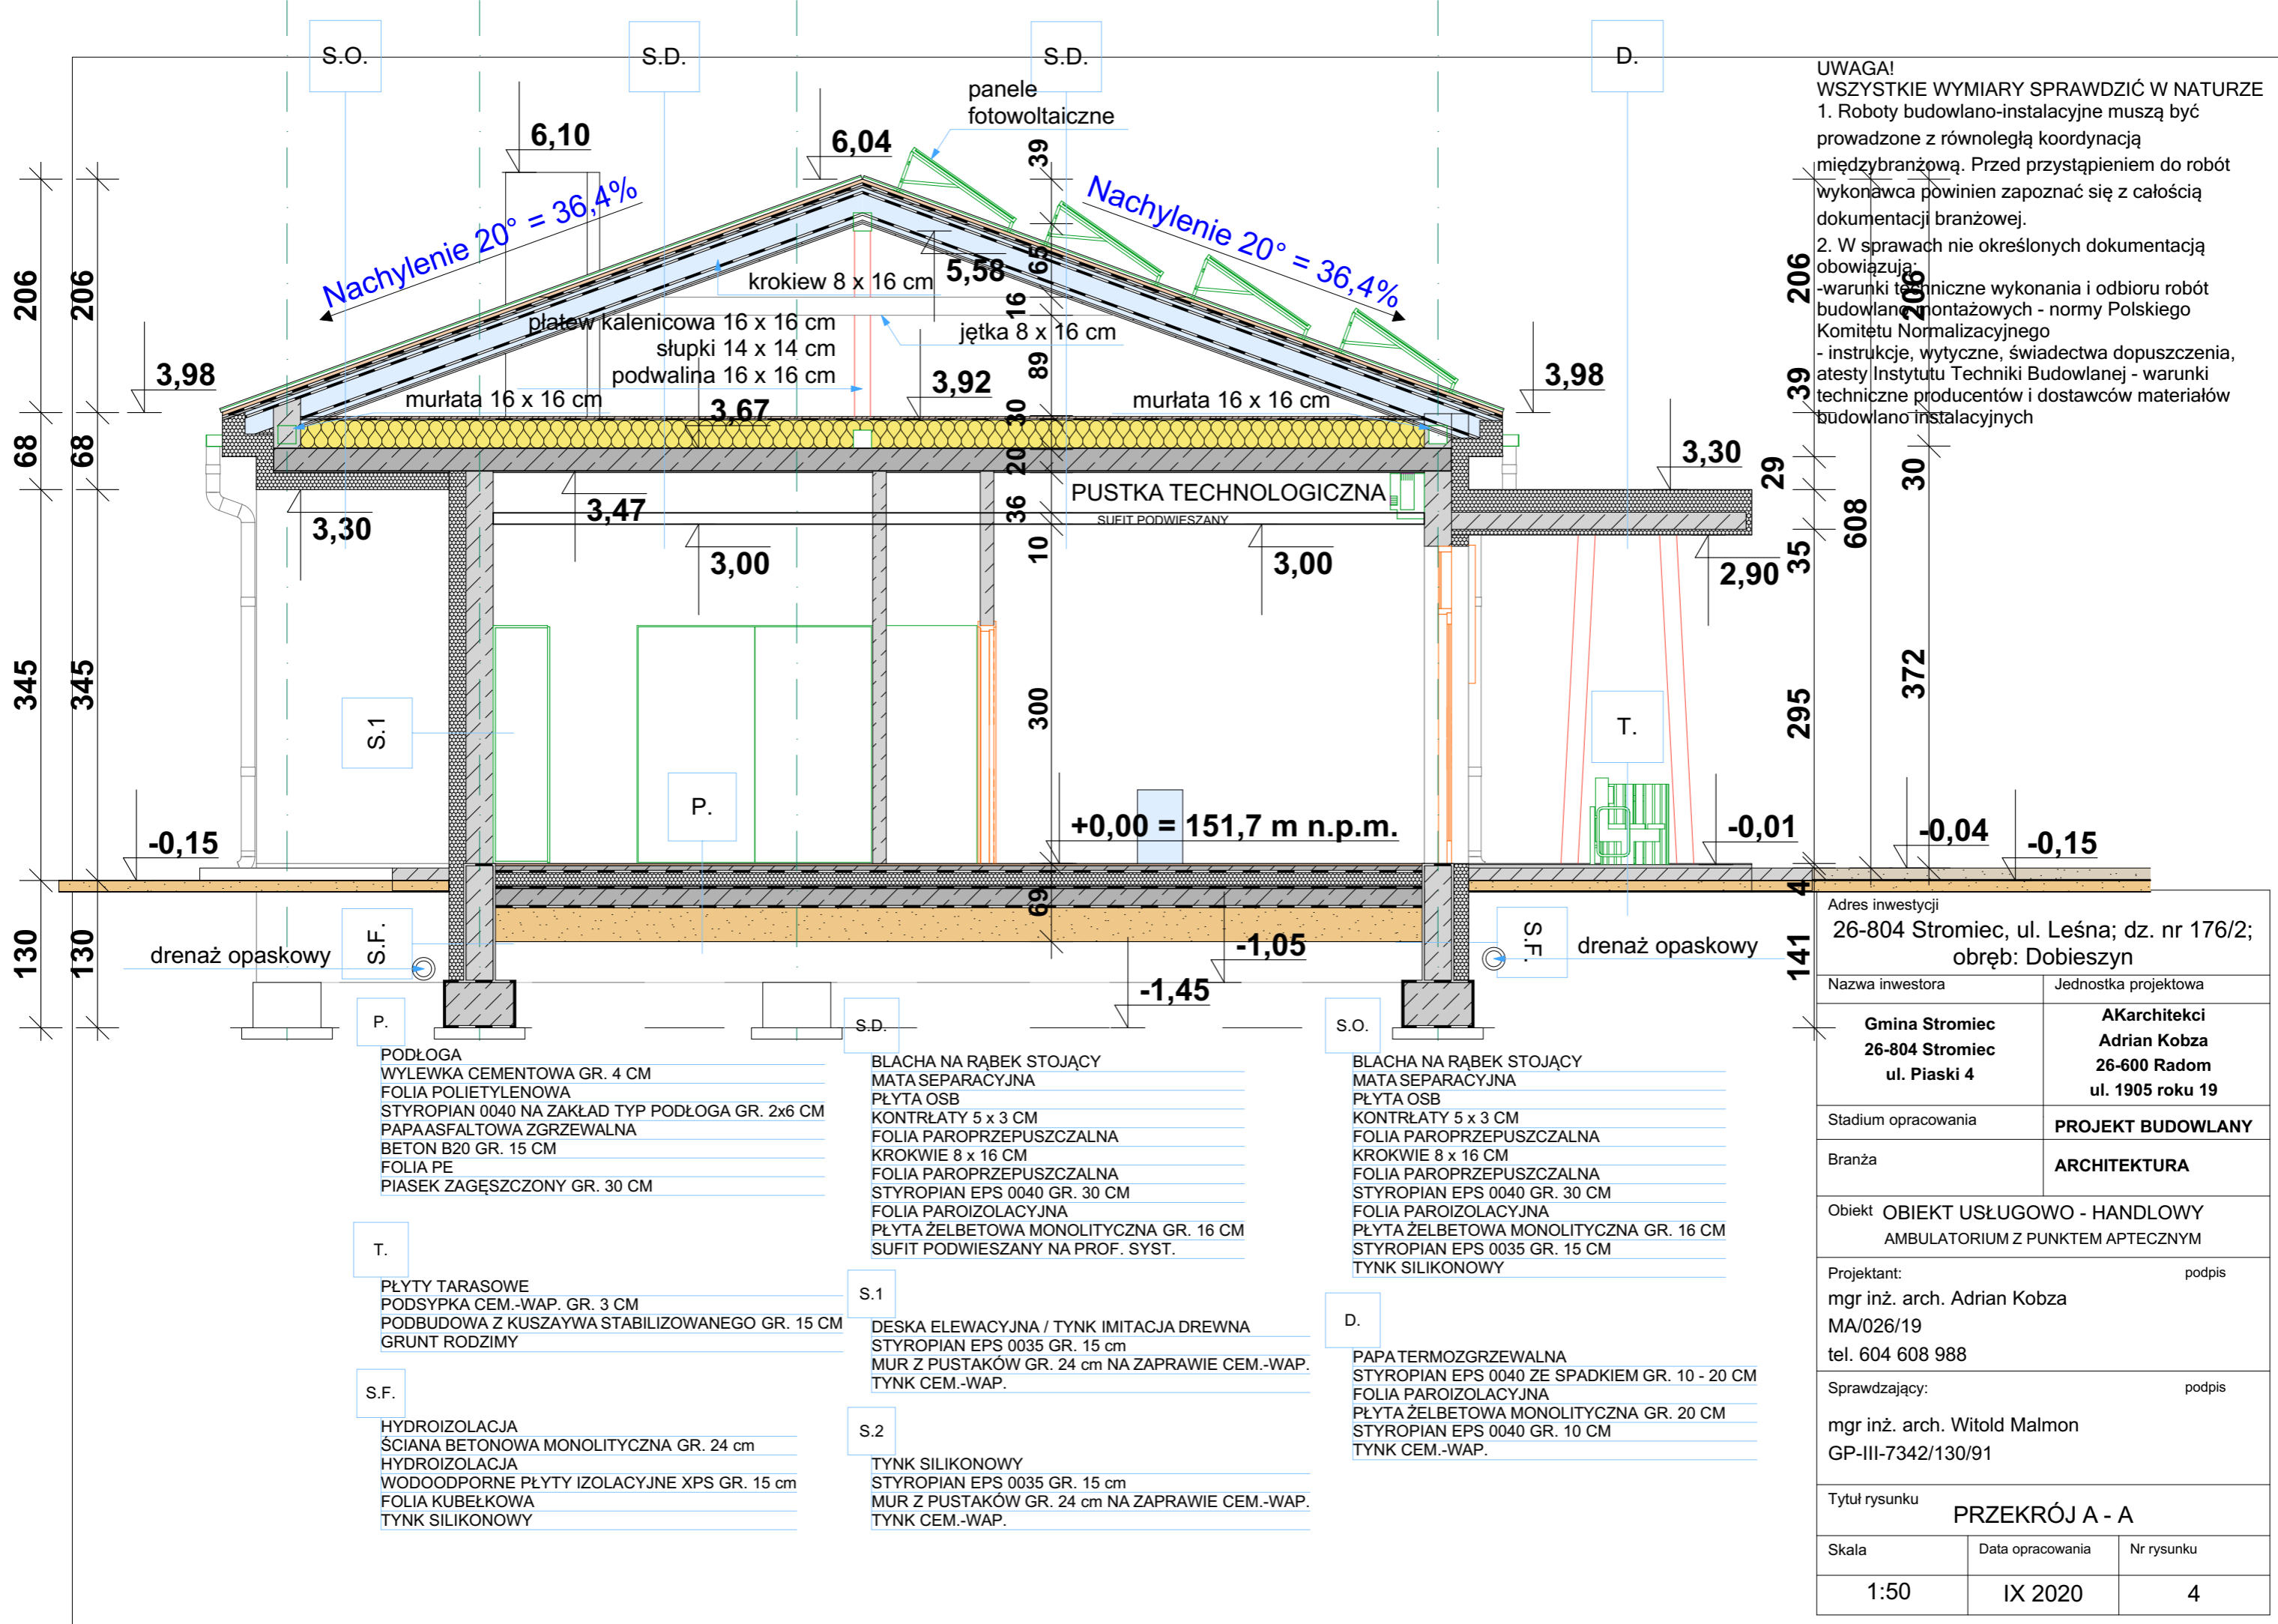 S.O.
S.D.
S.D.
D.
panele
fotowoltaiczne
6,10
6,04
39
Nachylenie 20° = 36,4%
Nachylenie 20° = 36,4%
206
206
krokiew 8 x 16 cm
5,58
65
16
płatew kalenicowa 16 x 16 cm
słupki 14 x 14 cm
podwalina 16 x 16 cm
jętka 8 x 16 cm
89
3,98
3,92
3,98
murłata 16 x 16 cm
3,67
murłata 16 x 16 cm
30
68
68
20
3,30
3,47
36
PUSTKA TECHNOLOGICZNA
SUFIT PODWIESZANY
3,30
10
3,00
3,00
2,90
206
206
39
29
30
608
35
345
345
300
295
372
S.1
P.
T.
-0,15
+0,00 = 151,7 m n.p.m.
-0,01
-0,04
-0,15
4
69
130
130
drenaż opaskowy
S.F.
-1,05
S.F.
drenaż opaskowy
141
-1,45
UWAGA!
WSZYSTKIE WYMIARY SPRAWDZIĆ W NATURZE
1. Roboty budowlano-instalacyjne muszą być
prowadzone z równoległą koordynacją
międzybranżową. Przed przystąpieniem do robót
wykonawca powinien zapoznać się z całością
dokumentacji branżowej.
2. W sprawach nie określonych dokumentacją
obowiązują:
-warunki techniczne wykonania i odbioru robót
budowlano montażowych - normy Polskiego
Komitetu Normalizacyjnego
- instrukcje, wytyczne, świadectwa dopuszczenia,
atesty Instytutu Techniki Budowlanej - warunki
techniczne producentów i dostawców materiałów
budowlano instalacyjnych
P.
PODŁOGA
WYLEWKA CEMENTOWA GR. 4 CM
FOLIA POLIETYLENOWA
STYROPIAN 0040 NA ZAKŁAD TYP PODŁOGA GR. 2x6 CM
PAPA ASFALTOWA ZGRZEWALNA
BETON B20 GR. 15 CM
FOLIA PE
PIASEK ZAGĘSZCZONY GR. 30 CM
T.
PŁYTY TARASOWE
PODSYPKA CEM.-WAP. GR. 3 CM
PODBUDOWA Z KUSZAYWA STABILIZOWANEGO GR. 15 CM
GRUNT RODZIMY
S.F.
HYDROIZOLACJA
ŚCIANA BETONOWA MONOLITYCZNA GR. 24 cm
HYDROIZOLACJA
WODOODPORNE PŁYTY IZOLACYJNE XPS GR. 15 cm
FOLIA KUBEŁKOWA
TYNK SILIKONOWY
S.D.
BLACHA NA RĄBEK STOJĄCY
MATA SEPARACYJNA
PŁYTA OSB
KONTRŁATY 5 x 3 CM
FOLIA PAROPRZEPUSZCZALNA
KROKWIE 8 x 16 CM
FOLIA PAROPRZEPUSZCZALNA
STYROPIAN EPS 0040 GR. 30 CM
FOLIA PAROIZOLACYJNA
PŁYTA ŻELBETOWA MONOLITYCZNA GR. 16 CM
SUFIT PODWIESZANY NA PROF. SYST.
S.1
DESKA ELEWACYJNA / TYNK IMITACJA DREWNA
STYROPIAN EPS 0035 GR. 15 cm
MUR Z PUSTAKÓW GR. 24 cm NA ZAPRAWIE CEM.-WAP.
TYNK CEM.-WAP.
S.2
TYNK SILIKONOWY
STYROPIAN EPS 0035 GR. 15 cm
MUR Z PUSTAKÓW GR. 24 cm NA ZAPRAWIE CEM.-WAP.
TYNK CEM.-WAP.
S.O.
BLACHA NA RĄBEK STOJĄCY
MATA SEPARACYJNA
PŁYTA OSB
KONTRŁATY 5 x 3 CM
FOLIA PAROPRZEPUSZCZALNA
KROKWIE 8 x 16 CM
FOLIA PAROPRZEPUSZCZALNA
STYROPIAN EPS 0040 GR. 30 CM
FOLIA PAROIZOLACYJNA
PŁYTA ŻELBETOWA MONOLITYCZNA GR. 16 CM
STYROPIAN EPS 0035 GR. 15 CM
TYNK SILIKONOWY
D.
PAPA TERMOZGRZEWALNA
STYROPIAN EPS 0040 ZE SPADKIEM GR. 10 - 20 CM
FOLIA PAROIZOLACYJNA
PŁYTA ŻELBETOWA MONOLITYCZNA GR. 20 CM
STYROPIAN EPS 0040 GR. 10 CM
TYNK CEM.-WAP.
Adres inwestycji
26-804 Stromiec, ul. Leśna; dz. nr 176/2;
obręb: Dobieszyn
Nazwa inwestora
Gmina Stromiec
26-804 Stromiec
ul. Piaski 4
Jednostka projektowa
AKarchitekci
Adrian Kobza
26-600 Radom
ul. 1905 roku 19
Stadium opracowania
PROJEKT BUDOWLANY
Branża
ARCHITEKTURA
Obiekt OBIEKT USŁUGOWO - HANDLOWY
AMBULATORIUM Z PUNKTEM APTECZNYM
Projektant: podpis
mgr inż. arch. Adrian Kobza
MA/026/19
tel. 604 608 988
Sprawdzający: podpis
mgr inż. arch. Witold Malmon
GP-III-7342/130/91
Tytuł rysunku
PRZEKRÓJ A - A
Skala
1:50
Data opracowania
IX 2020
Nr rysunku
4